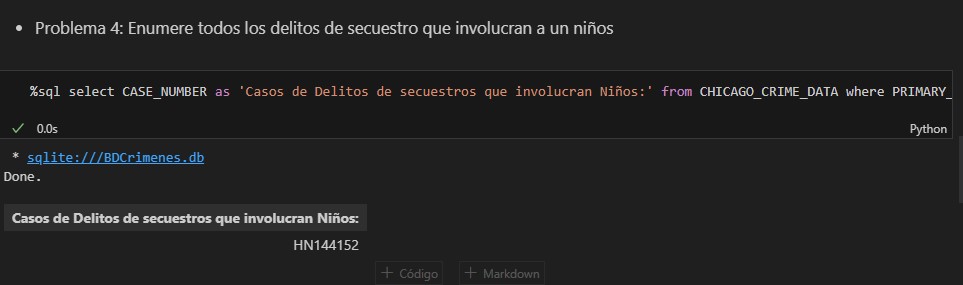 • Problema 4: Enumere todos los delitos de secuestro que involucran a un niños
%sql select CASE_NUMBER as 'Casos de Delitos de secuestros que involucran Niños:' from CHICAGO_CRIME_DATA where PRIMARY_
✓ 0.0s
Python
* sqlite:///BDCrimenes.db
Done.
Casos de Delitos de secuestros que involucran Niños:
HN144152
+ Código + Markdown